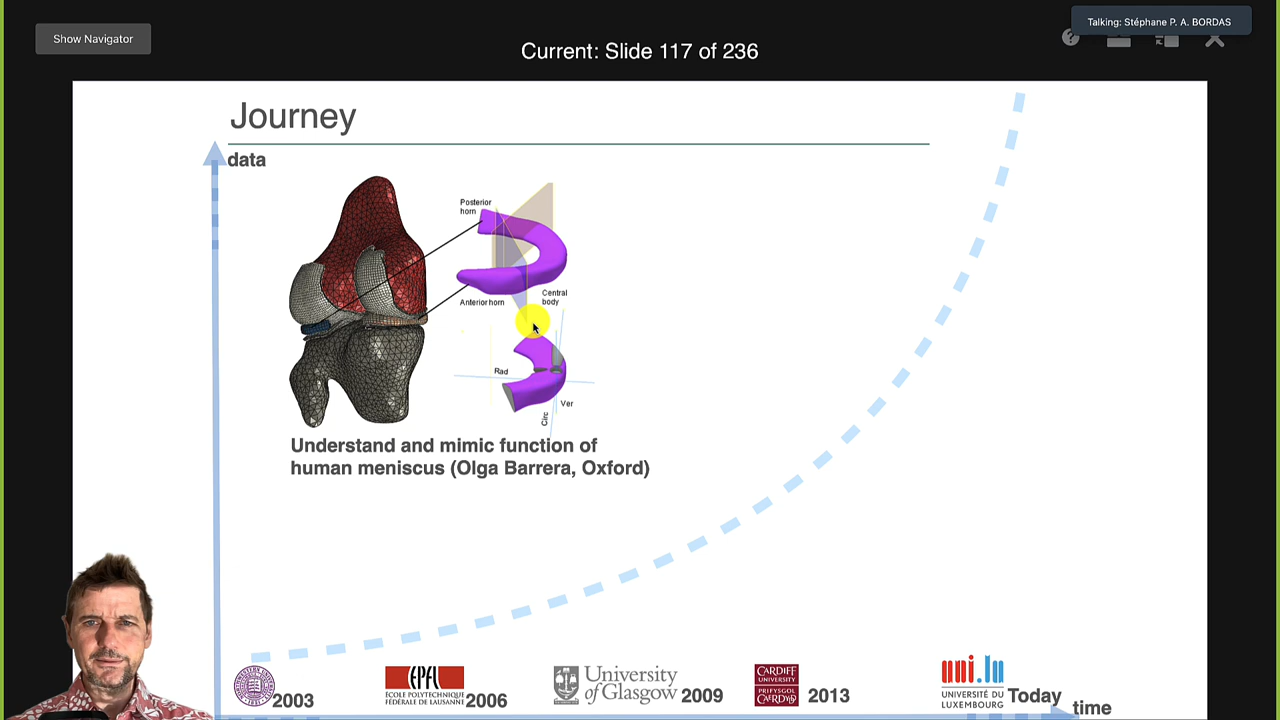 Show Navigator
Talking: Stéphane P. A. BORDAS
Current: Slide 117 of 236
Journey
data
Posterior
horn
Anterior horn
Central
body
Rad
Ver
Circ
Understand and mimic function of
human meniscus (Olga Barrera, Oxford)
2003
EPFL
ÉCOLE POLYTECHNIQUE
FÉDÉRALE DE LAUSANNE
2006
University
of Glasgow
2009
CARDIFF
UNIVERSITY
PRIFYSGOL
CAERDYDD
2013
uni.lu
UNIVERSITÉ DU
LUXEMBOURG
Today
time